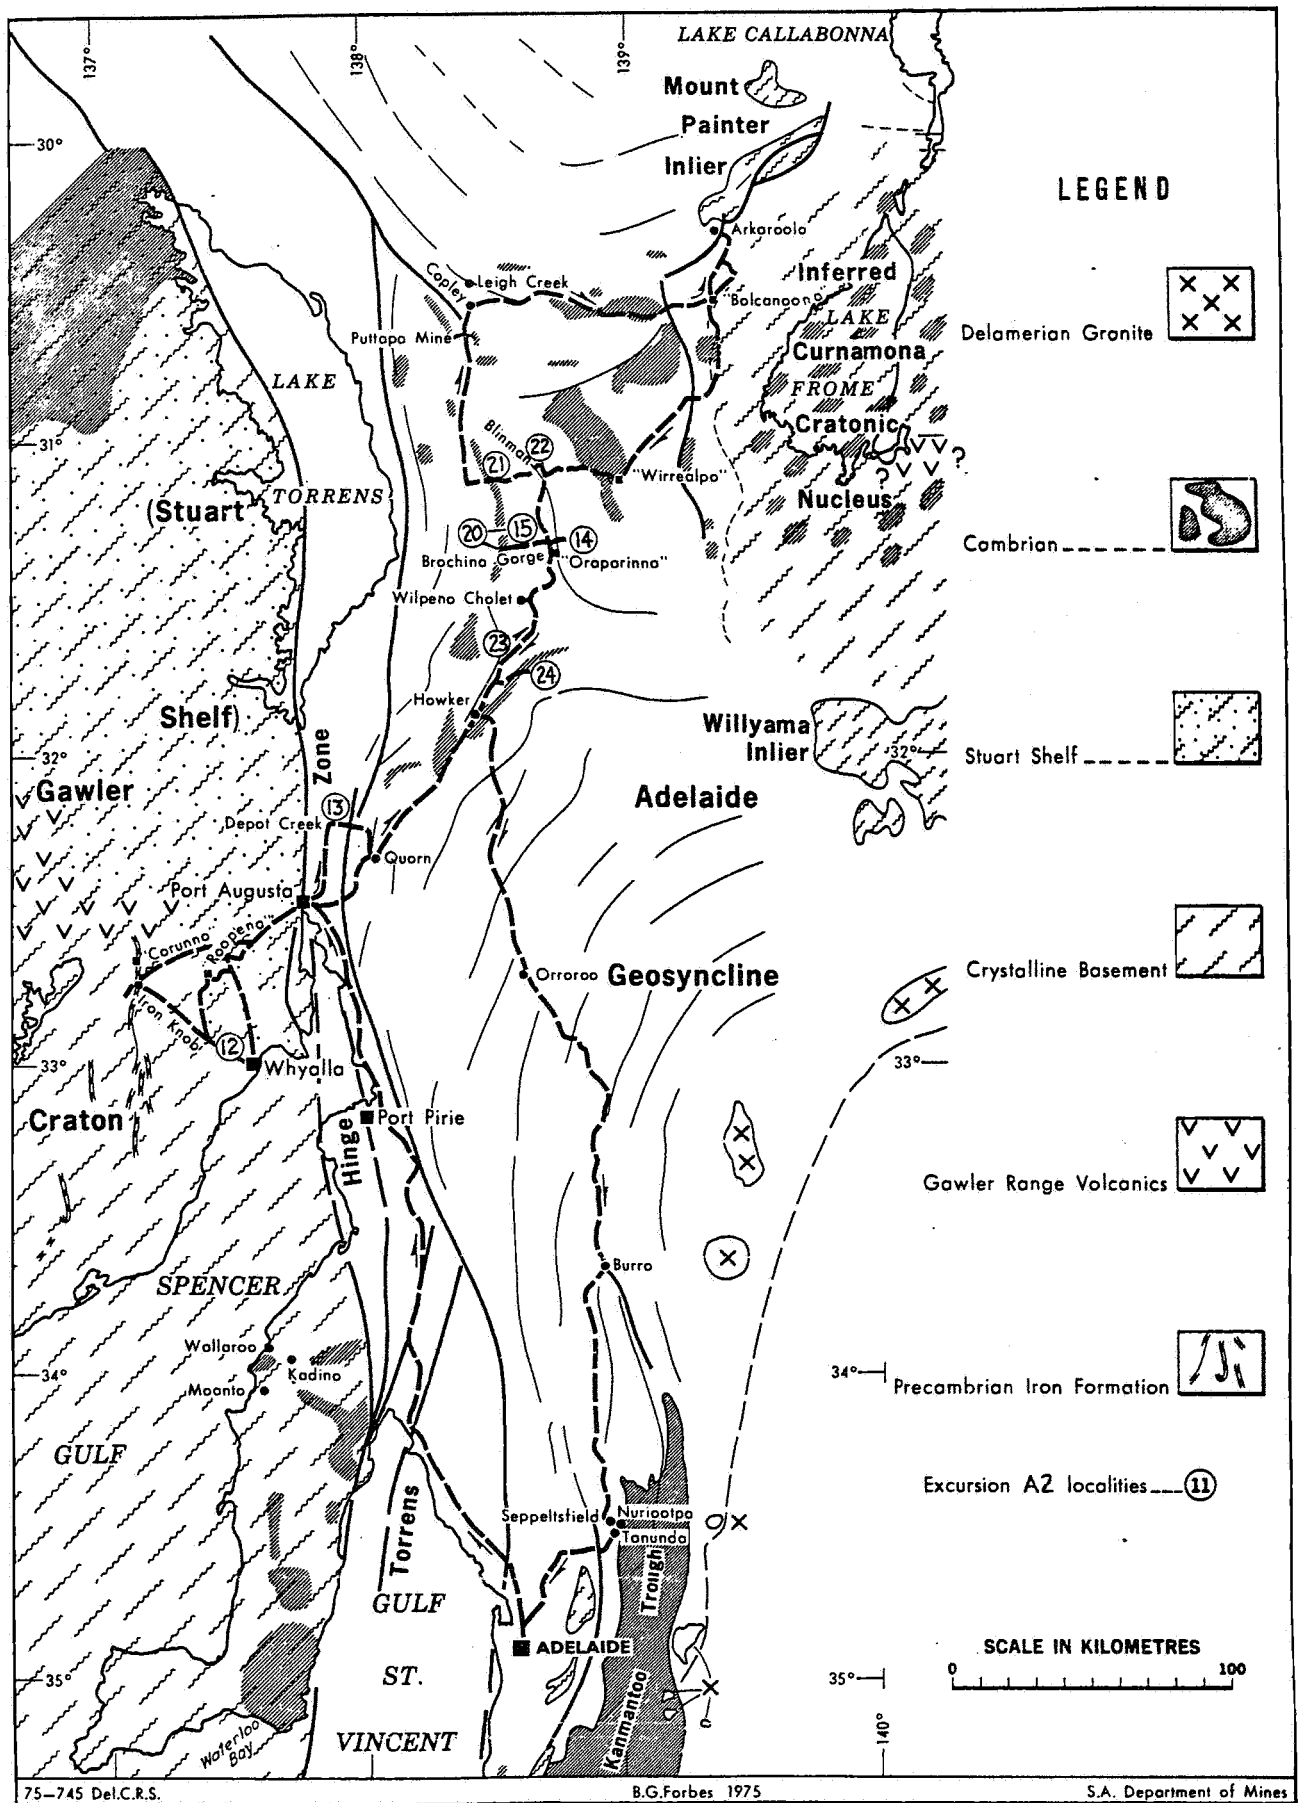 LAKE CALLABONNA
137°
138°
139°
Mount
Painter
Inlier
30°
LEGEND
Arkaroola
Copley
Leigh Creek
Inferred
"Balcanoona"
LAKE
Delamerian Granite
Puttapa Mine
Curnamona
LAKE
FROME
Cratonic
31°
Blinman
22
21
? ?
"Wirrealpa"
TORRENS
Nucleus
(Stuart
20
15
14
Cambrian
Brachina Gorge
"Oraparinna"
Wilpena Chalet
23
24
Hawker
Shelf)
Willyama
Inlier
32°
32°
Stuart Shelf
Zone
Gawler
Adelaide
13
Depot Creek
Quorn
Port Augusta
"Corunna"
"Roopena"
Orroroo
Geosyncline
Crystalline Basement
Iron Knob
12
33°
33°
Whyalla
Craton
Port Pirie
Hinge
Gawler Range Volcanics
Burra
SPENCER
Wallaroo
Kadina
Moonta
34°
34°
Precambrian Iron Formation
GULF
Excursion A2 localities
11
Torrens
Seppeltsfield
Nuriootpa
Tanunda
Trough
GULF
ADELAIDE
SCALE IN KILOMETRES
0 100
ST.
35°
35°
Kanmantoo
140°
Waterloo
Bay
VINCENT
75-745 Del.C.R.S.
B.G.Forbes 1975
S.A. Department of Mines